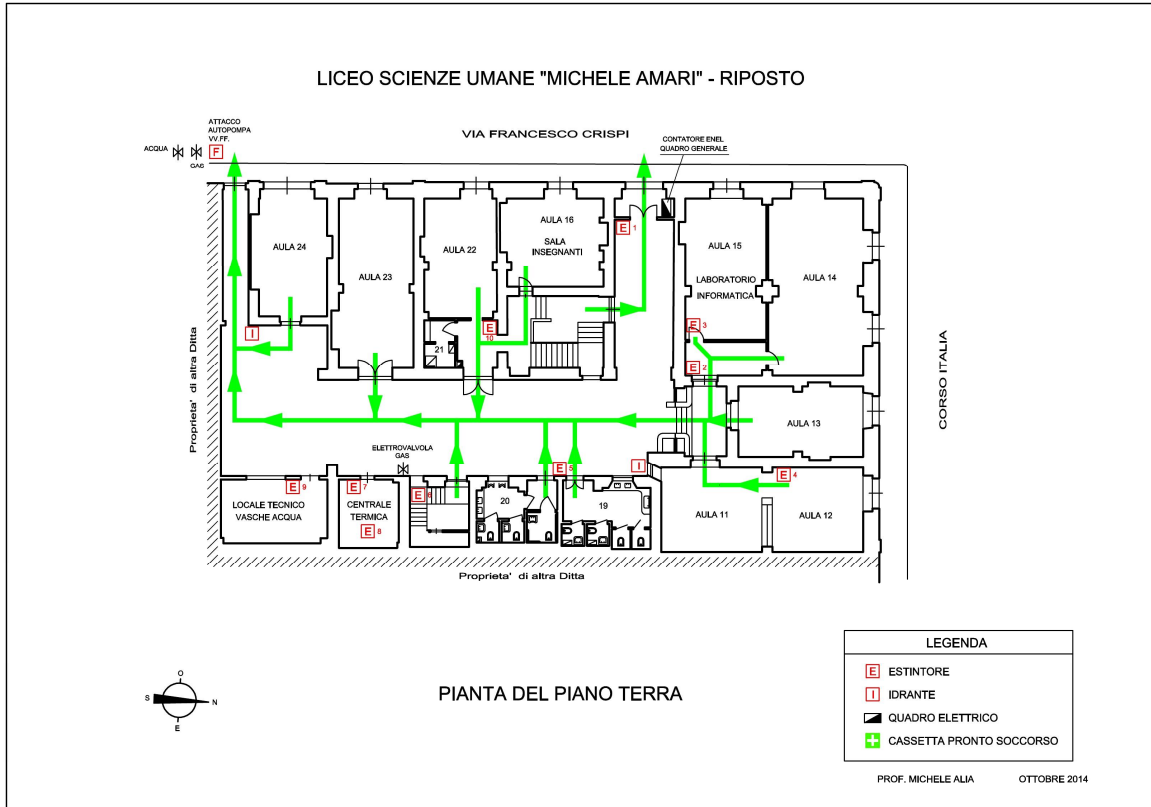 LICEO SCIENZE UMANE "MICHELE AMARI" - RIPOSTO
ATTACCO
AUTOPOMPA
VV.FF.
ACQUA
F
GAS
VIA FRANCESCO CRISPI
CONTATORE ENEL
QUADRO GENERALE
AULA 24
AULA 23
AULA 22
AULA 16
SALA
INSEGNANTI
E 1
AULA 15
LABORATORIO
INFORMATICA
AULA 14
I
21
E
10
E 3
E 2
Proprieta' di altra Ditta
CORSO ITALIA
AULA 13
ELETTROVALVOLA
GAS
E 9
E 7
E 6
E 5
I
E 4
LOCALE TECNICO
VASCHE ACQUA
CENTRALE
TERMICA
E 8
20
19
AULA 11
AULA 12
Proprieta' di altra Ditta
O
S
N
E
PIANTA DEL PIANO TERRA
LEGENDA
E ESTINTORE
I IDRANTE
QUADRO ELETTRICO
CASSETTA PRONTO SOCCORSO
PROF. MICHELE ALIA OTTOBRE 2014